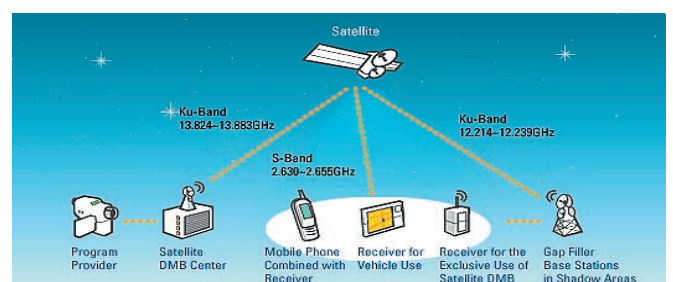 Satellite
Ku-Band
13.824~13.883GHz
Ku-Band
12.214~12.239GHz
S-Band
2.630~2.655GHz
Program
Provider
Satellite
DMB Center
Mobile Phone
Combined with
Receiver
Receiver for
Vehicle Use
Receiver for the
Exclusive Use of
Satellite DMB
Gap Filler
Base Stations
in Shadow Areas